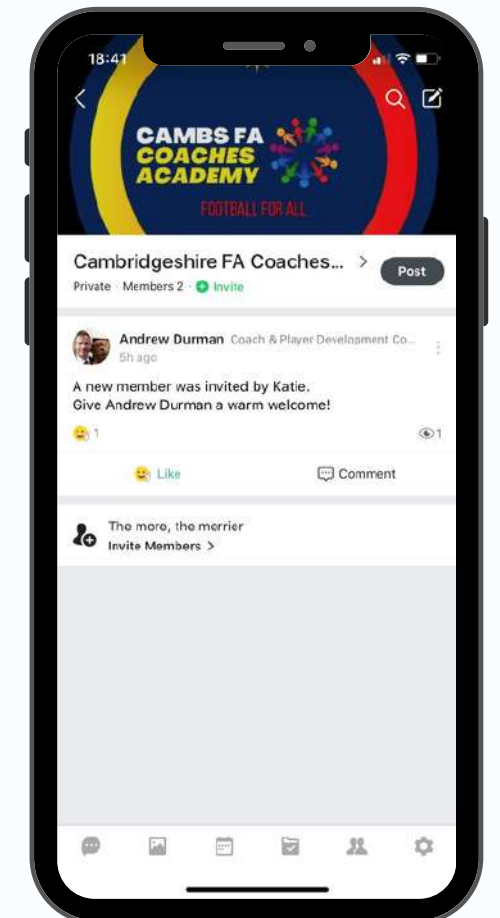 18:41
CAMBS FA
COACHES
ACADEMY
FOOTBALL FOR ALL
Cambridgeshire FA Coaches... >
Post
Private · Members 2 · Invite
Andrew Durman Coach & Player Development Co...
5h ago
A new member was invited by Katie.
Give Andrew Durman a warm welcome!
1
1
Like
Comment
The more, the merrier
Invite Members >